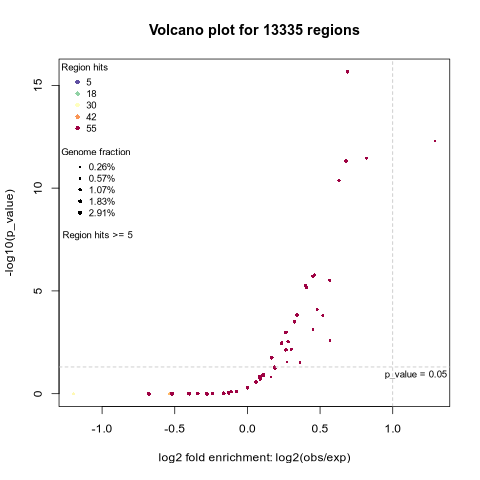 Volcano plot for 13335 regions
Region hits
5
18
30
42
55
Genome fraction
0.26%
0.57%
1.07%
1.83%
2.91%
Region hits >= 5
p_value = 0.05
15
10
5
0
-log10(p_value)
-1.0
-0.5
0.0
0.5
1.0
log2 fold enrichment: log2(obs/exp)